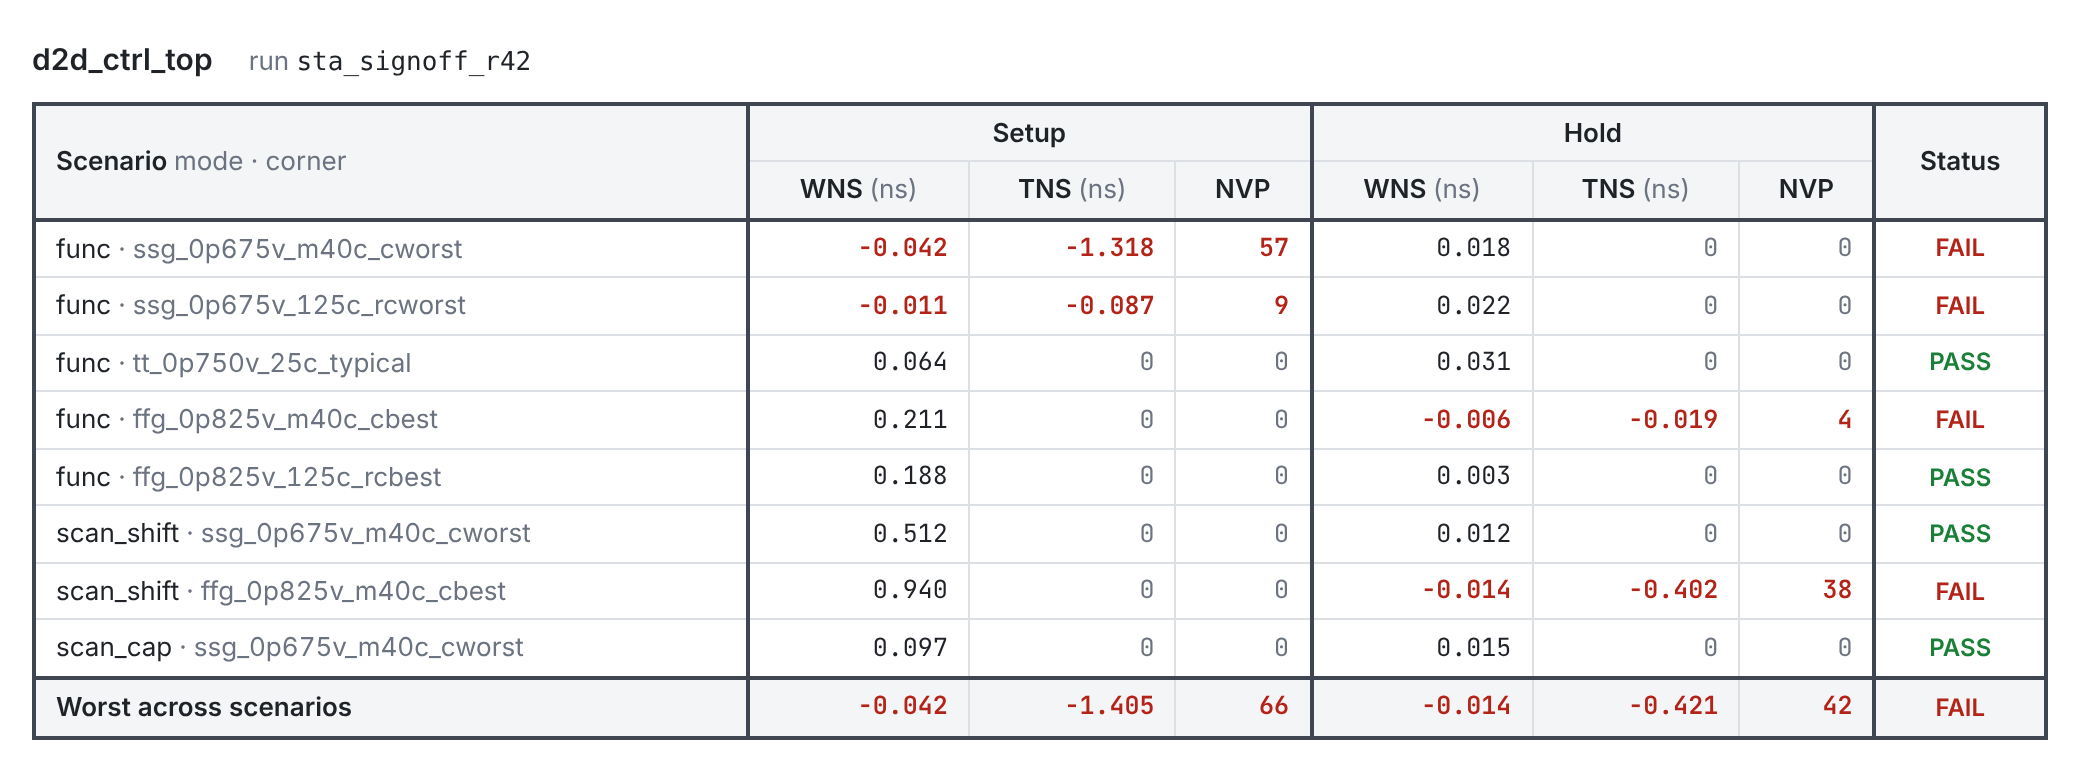 d2d_ctrl_top run sta_signoff_r42
Scenario mode · corner Setup Hold Status
WNS (ns) TNS (ns) NVP WNS (ns) TNS (ns) NVP
func · ssg_0p675v_m40c_cworst -0.042 -1.318 57 0.018 0 0 FAIL
func · ssg_0p675v_125c_rcworst -0.011 -0.087 9 0.022 0 0 FAIL
func · tt_0p750v_25c_typical 0.064 0 0 0.031 0 0 PASS
func · ffg_0p825v_m40c_cbest 0.211 0 0 -0.006 -0.019 4 FAIL
func · ffg_0p825v_125c_rcbest 0.188 0 0 0.003 0 0 PASS
scan_shift · ssg_0p675v_m40c_cworst 0.512 0 0 0.012 0 0 PASS
scan_shift · ffg_0p825v_m40c_cbest 0.940 0 0 -0.014 -0.402 38 FAIL
scan_cap · ssg_0p675v_m40c_cworst 0.097 0 0 0.015 0 0 PASS
Worst across scenarios -0.042 -1.405 66 -0.014 -0.421 42 FAIL